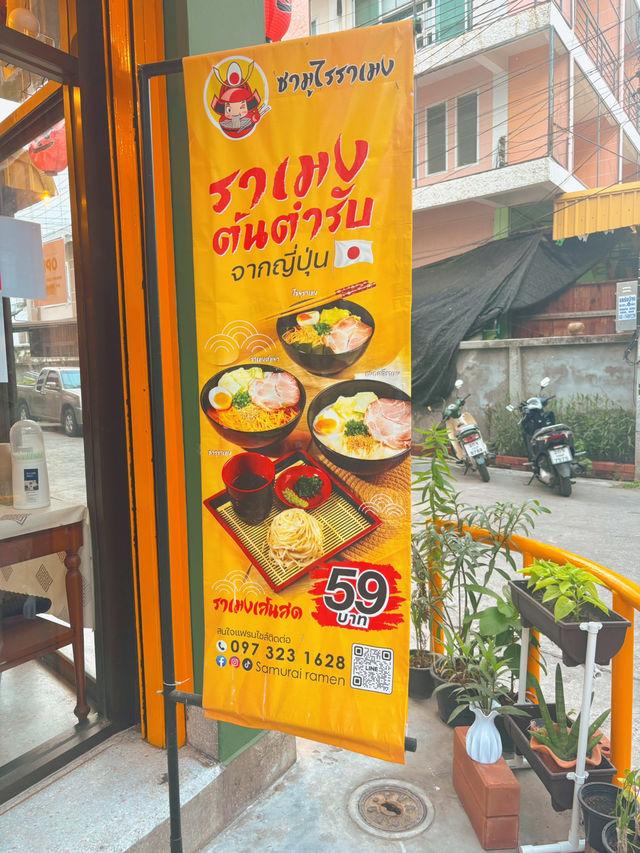 ซามูไรราเมง
ราเมง
ต้นตำรับ
จากญี่ปุ่น
ราเมงเส้นสด
59
บาท
สนใจแฟรนไชส์ติดต่อ
097 323 1628
LINE
Samurai ramen